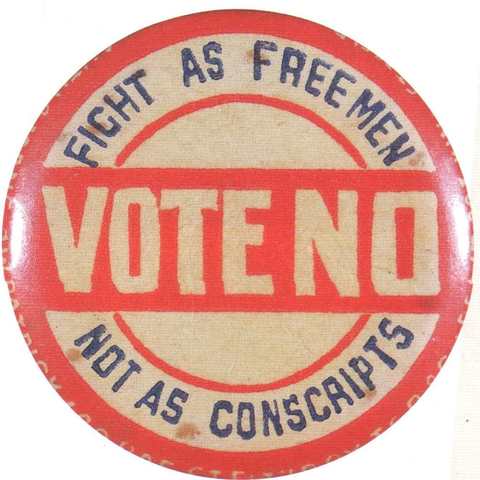 FIGHT AS FREEMEN
VOTE NO
NOT AS CONSCRIPTS